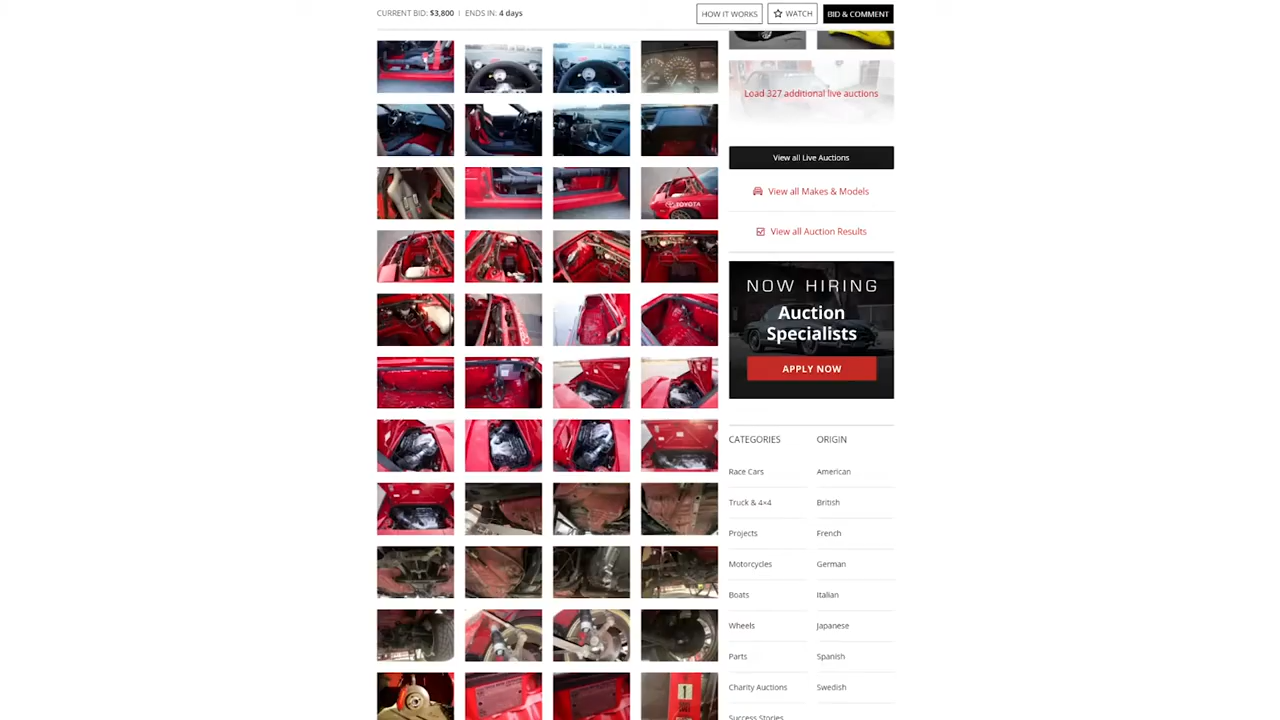 CURRENT BID: $3,800 | ENDS IN: 4 days
HOW IT WORKS
WATCH
BID & COMMENT
Load 327 additional live auctions
View all Live Auctions
View all Makes & Models
View all Auction Results
TOYOTA
NOW HIRING
Auction
Specialists
APPLY NOW
CATEGORIES
Race Cars
Truck & 4×4
Projects
Motorcycles
Boats
Wheels
Parts
Charity Auctions
Success Stories
ORIGIN
American
British
French
German
Italian
Japanese
Spanish
Swedish